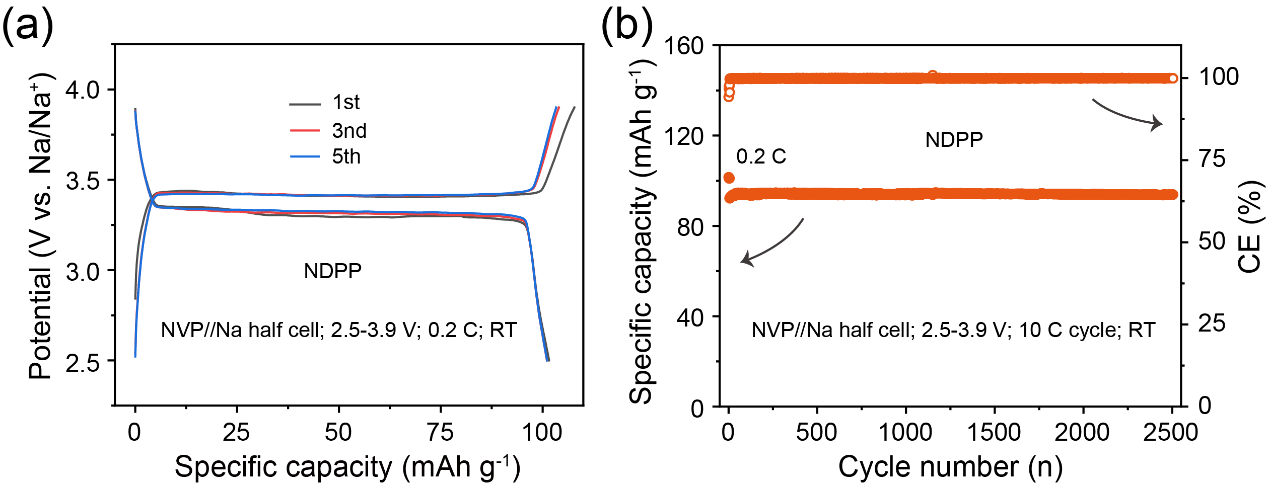 (a)
Potential (V vs. Na/Na⁺)
4.0
3.5
3.0
2.5
1st
3nd
5th
NDPP
NVP//Na half cell; 2.5-3.9 V; 0.2 C; RT
0 25 50 75 100
Specific capacity (mAh g⁻¹)
(b)
Specific capacity (mAh g⁻¹)
160
120
80
40
0
0.2 C
NDPP
NVP//Na half cell; 2.5-3.9 V; 10 C cycle; RT
100
75
50
25
0
CE (%)
0 500 1000 1500 2000 2500
Cycle number (n)